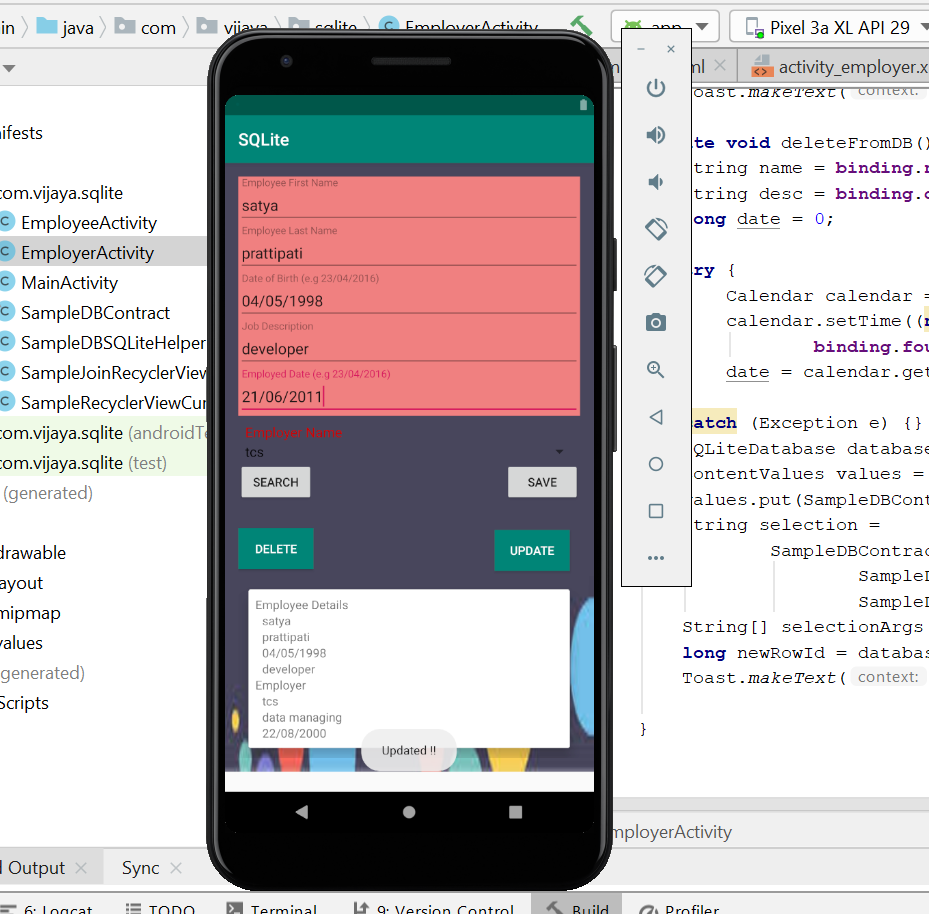 in java com vijaya sqlite EmployerActivity app Pixel 3a XL API 29
activity_employer.x
nifests
com.vijaya.sqlite
EmployeeActivity
EmployerActivity
MainActivity
SampleDBContract
SampleDBSQLiteHelper
SampleJoinRecyclerView
SampleRecyclerViewCur
com.vijaya.sqlite (androidTe
com.vijaya.sqlite (test)
(generated)
drawable
ayout
mipmap
values
generated)
Scripts
SQLite
Employee First Name
satya
Employee Last Name
prattipati
Date of Birth (e.g 23/04/2016)
04/05/1998
Job Description
developer
Employed Date (e.g 23/04/2016)
21/06/2011
Employer Name
tcs
SEARCH SAVE
DELETE UPDATE
Employee Details
satya
prattipati
04/05/1998
developer
Employer
tcs
data managing
22/08/2000
Updated !!
oast.makeText( context:
te void deleteFromDB()
tring name = binding.
tring desc = binding.
ong date = 0;
ry {
Calendar calendar =
calendar.setTime((
binding.fou
date = calendar.get
atch (Exception e) {}
QLiteDatabase database
ontentValues values =
alues.put(SampleDBCont
tring selection =
SampleDBContrac
SampleD
SampleD
String[] selectionArgs
long newRowId = databas
Toast.makeText( context:
}
mployerActivity
Output Sync
6: Logcat TODO Terminal 9: Version Control Build Profiler